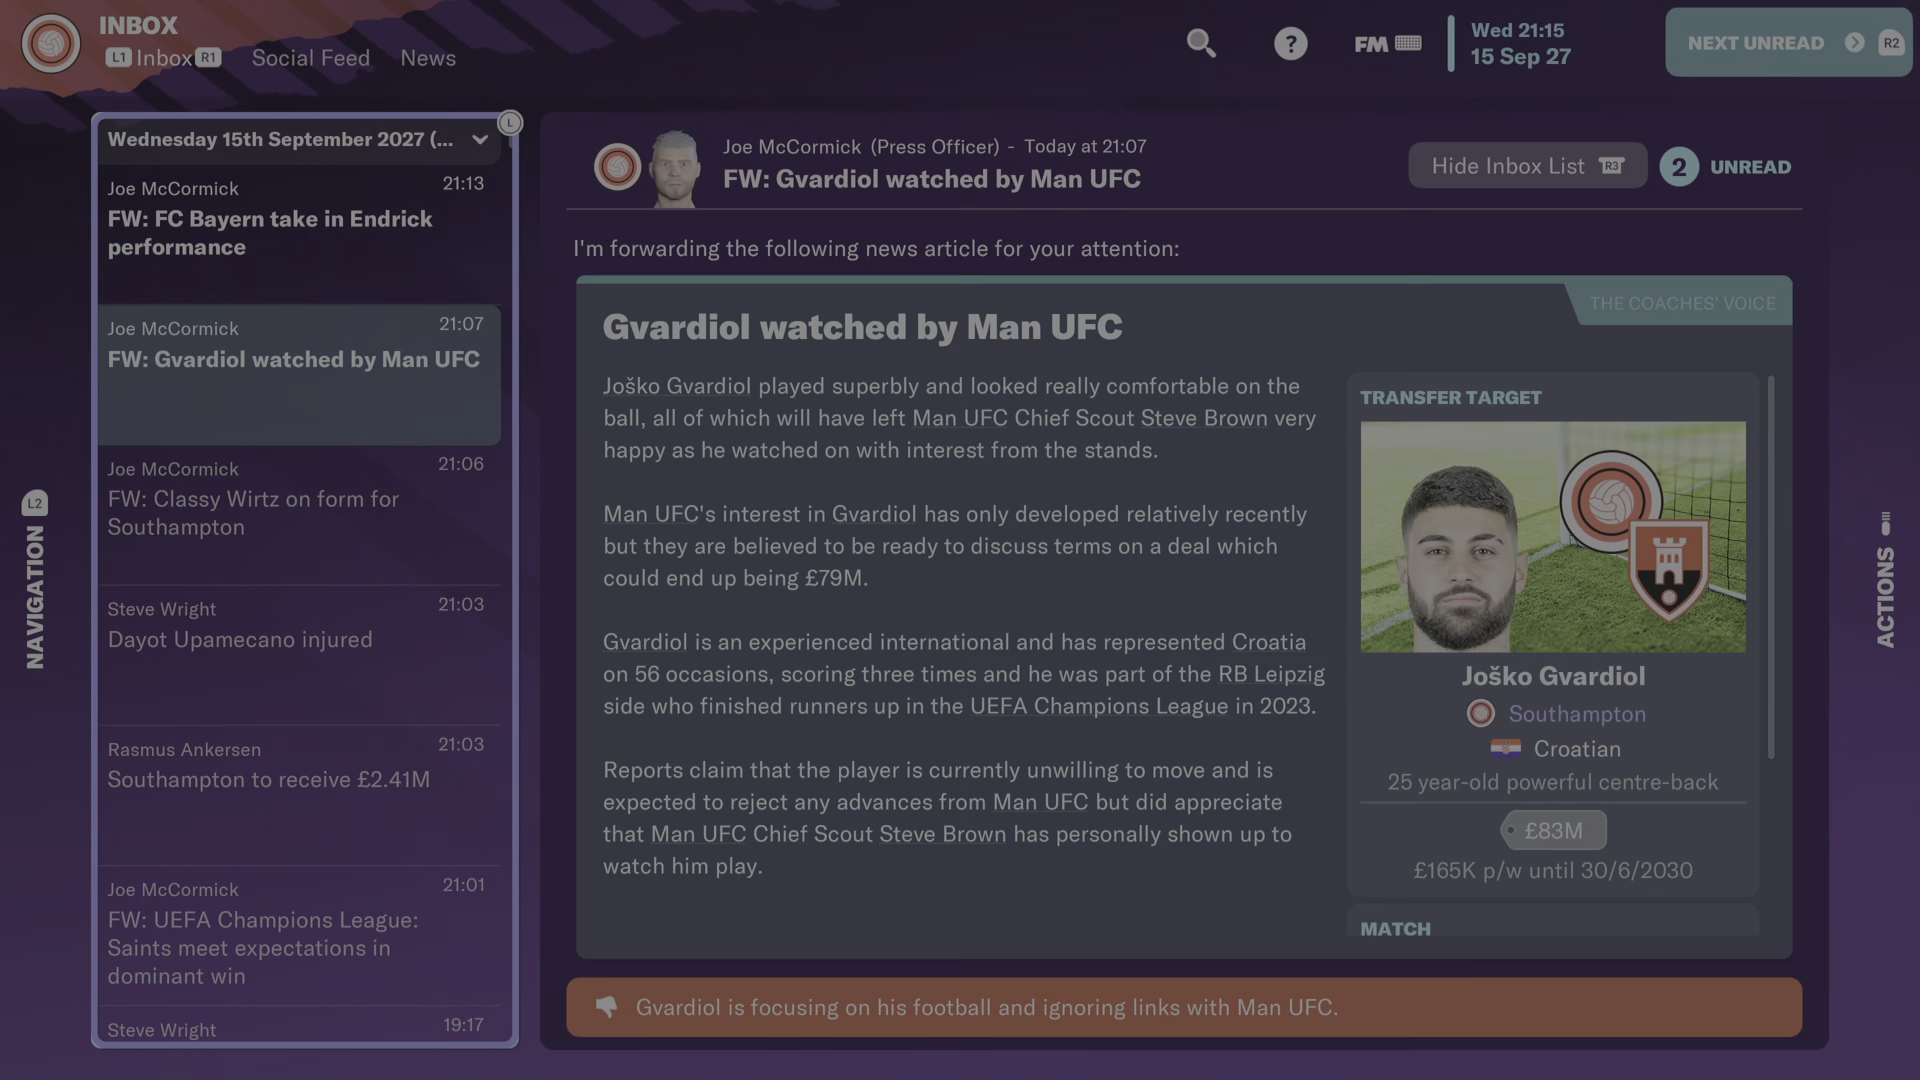 INBOX
L1 Inbox R1 Social Feed News
FM
Wed 21:15
15 Sep 27
NEXT UNREAD R2
Wednesday 15th September 2027 (...
L
Joe McCormick 21:13
FW: FC Bayern take in Endrick
performance
Joe McCormick 21:07
FW: Gvardiol watched by Man UFC
Joe McCormick 21:06
FW: Classy Wirtz on form for
Southampton
Steve Wright 21:03
Dayot Upamecano injured
Rasmus Ankersen 21:03
Southampton to receive £2.41M
Joe McCormick 21:01
FW: UEFA Champions League:
Saints meet expectations in
dominant win
Steve Wright 19:17
NAVIGATION L2
Joe McCormick (Press Officer) - Today at 21:07
FW: Gvardiol watched by Man UFC
Hide Inbox List R3
2 UNREAD
I'm forwarding the following news article for your attention:
THE COACHES' VOICE
Gvardiol watched by Man UFC
Joško Gvardiol played superbly and looked really comfortable on the
ball, all of which will have left Man UFC Chief Scout Steve Brown very
happy as he watched on with interest from the stands.
Man UFC's interest in Gvardiol has only developed relatively recently
but they are believed to be ready to discuss terms on a deal which
could end up being £79M.
Gvardiol is an experienced international and has represented Croatia
on 56 occasions, scoring three times and he was part of the RB Leipzig
side who finished runners up in the UEFA Champions League in 2023.
Reports claim that the player is currently unwilling to move and is
expected to reject any advances from Man UFC but did appreciate
that Man UFC Chief Scout Steve Brown has personally shown up to
watch him play.
TRANSFER TARGET
Joško Gvardiol
Southampton
Croatian
25 year-old powerful centre-back
£83M
£165K p/w until 30/6/2030
MATCH
Gvardiol is focusing on his football and ignoring links with Man UFC.
ACTIONS